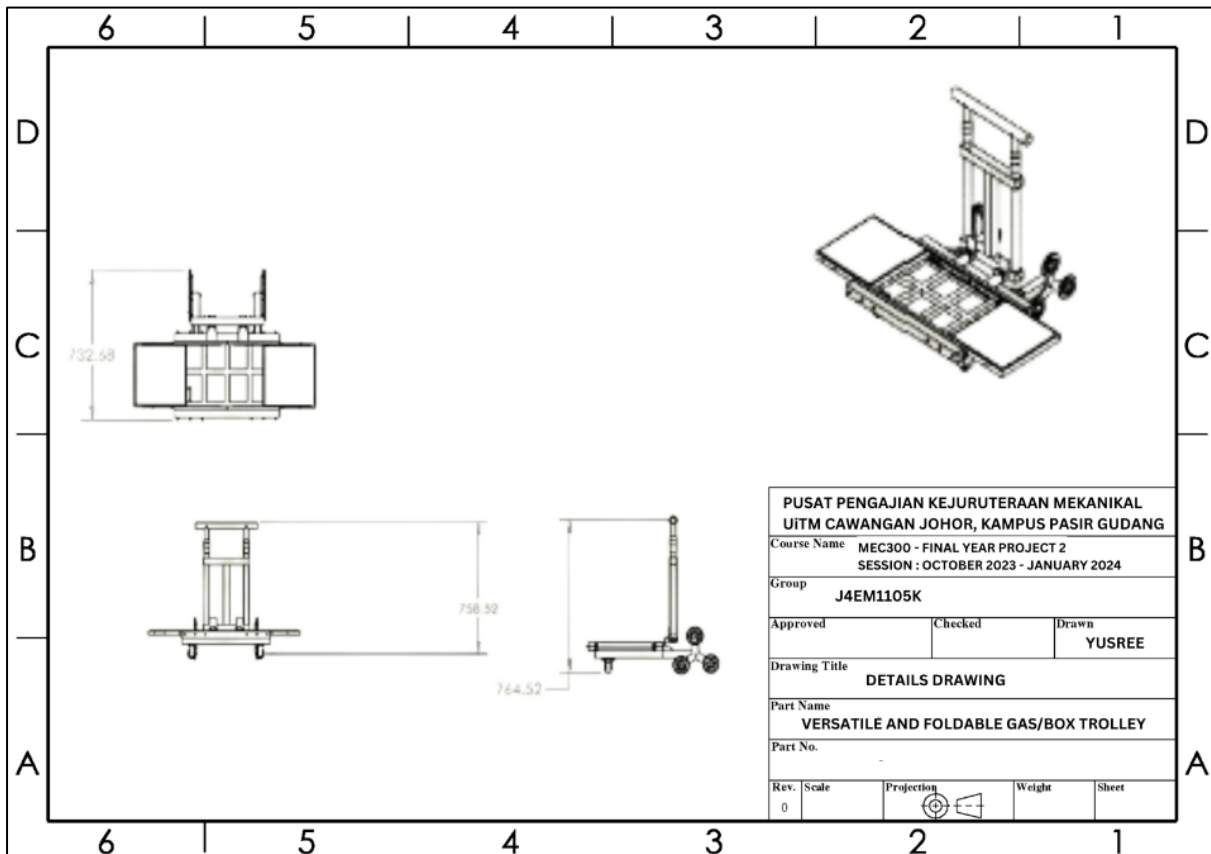 6 5 4 3 2 1
D D
732.68
C C
PUSAT PENGAJIAN KEJURUTERAAN MEKANIKAL
UiTM CAWANGAN JOHOR, KAMPUS PASIR GUDANG
B B
Course Name MEC300 - FINAL YEAR PROJECT 2
SESSION : OCTOBER 2023 - JANUARY 2024
Group
J4EM1105K
758.52
Approved Checked Drawn
YUSREE
Drawing Title
DETAILS DRAWING
764.52
Part Name
VERSATILE AND FOLDABLE GAS/BOX TROLLEY
Part No.
-
A A
Rev. Scale Projection Weight Sheet
0
6 5 4 3 2 1